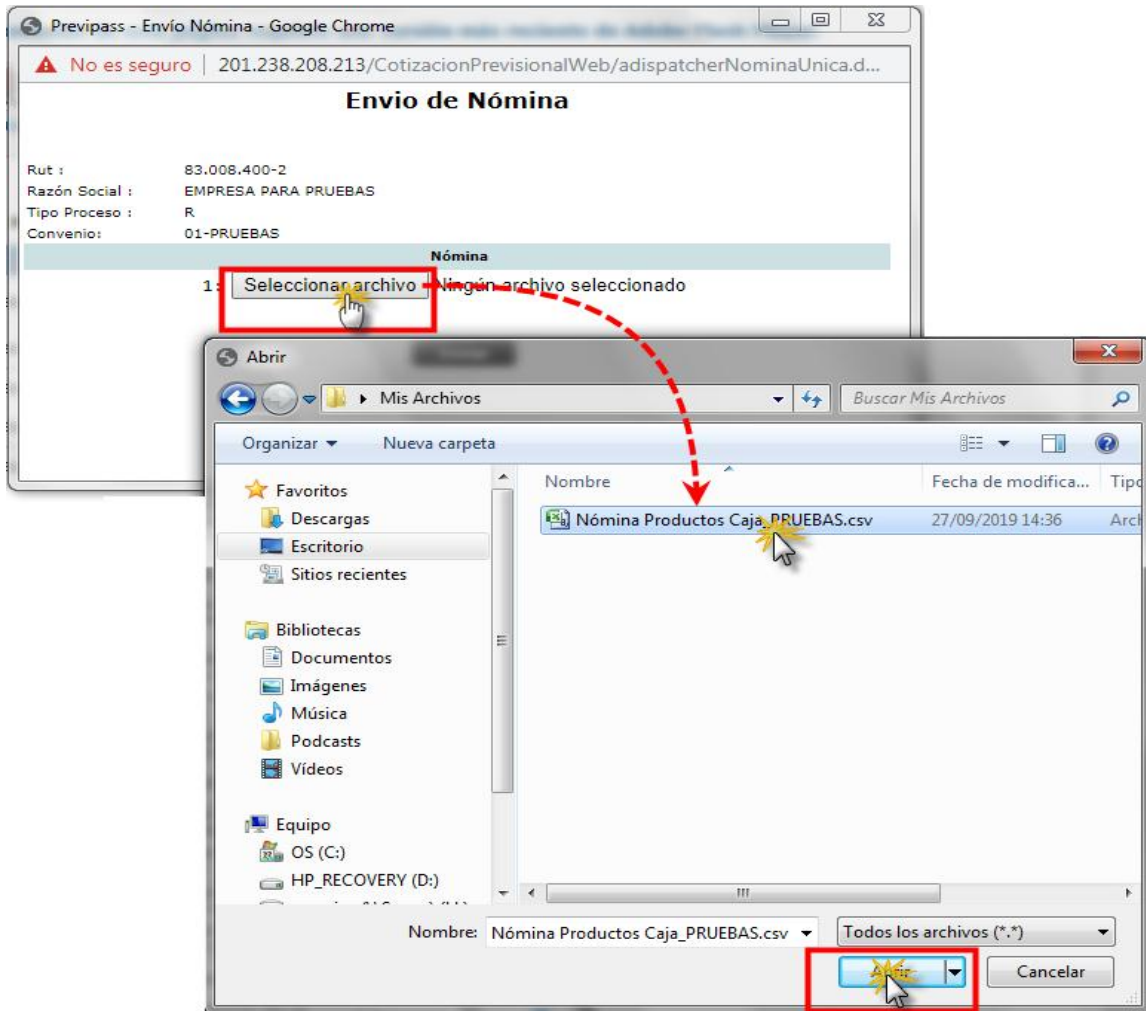 Previpass - Envío Nómina - Google Chrome
No es seguro | 201.238.208.213/CotizacionPrevisionalWeb/adispatcherNominaUnica.d...
Envio de Nómina
Rut : 83.008.400-2
Razón Social : EMPRESA PARA PRUEBAS
Tipo Proceso : R
Convenio: 01-PRUEBAS
Nómina
1: Seleccionar archivo Ningún archivo seleccionado
Abrir
Mis Archivos
Buscar Mis Archivos
Organizar
Nueva carpeta
Nombre
Fecha de modifica...
Tipo
Favoritos
Descargas
Escritorio
Sitios recientes
Nómina Productos Caja_PRUEBAS.csv 27/09/2019 14:36 Arch
Bibliotecas
Documentos
Imágenes
Música
Podcasts
Vídeos
Equipo
OS (C:)
HP_RECOVERY (D:)
Nombre: Nómina Productos Caja_PRUEBAS.csv
Todos los archivos (*.*)
Abrir
Cancelar